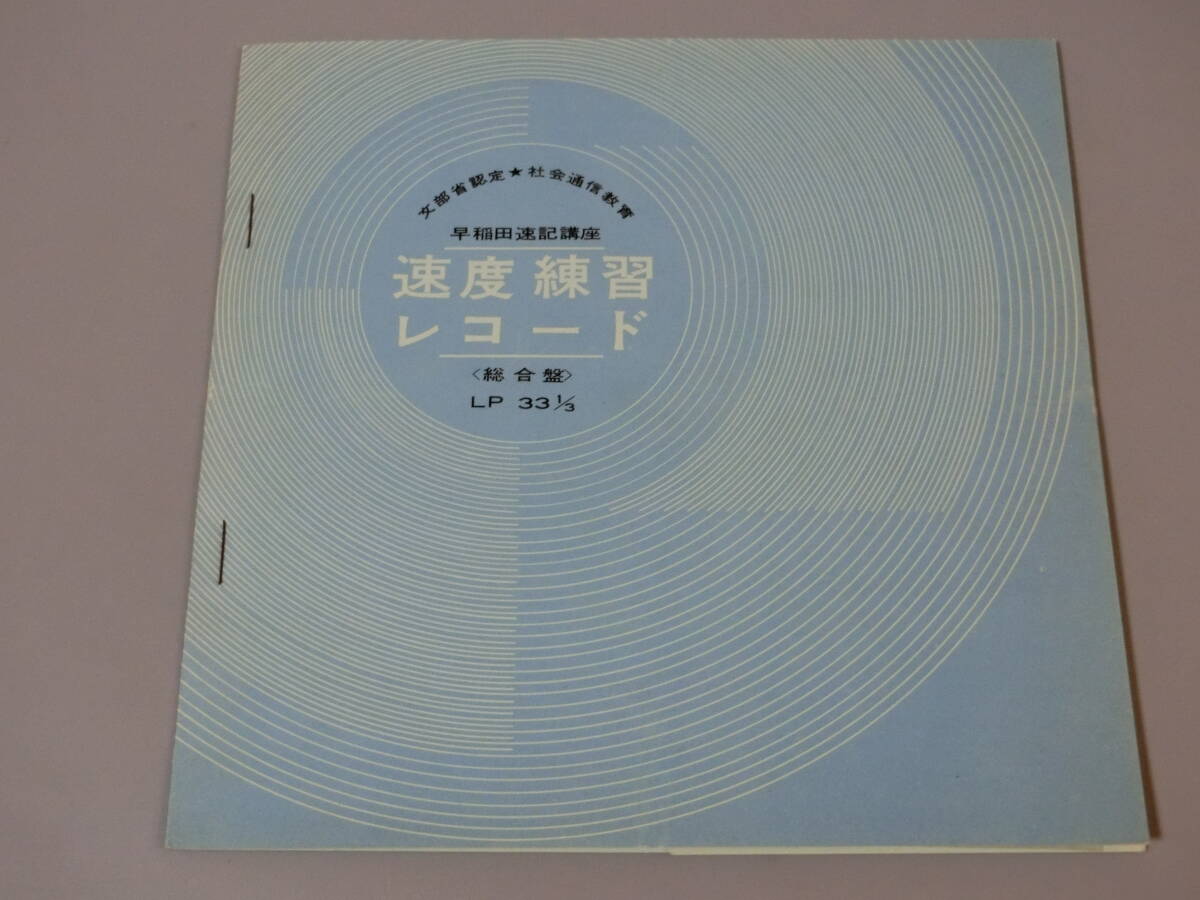 文部省認定★社会通信教育
早稲田速記講座
速度練習
レコード
〈総合盤〉
LP 33⅓